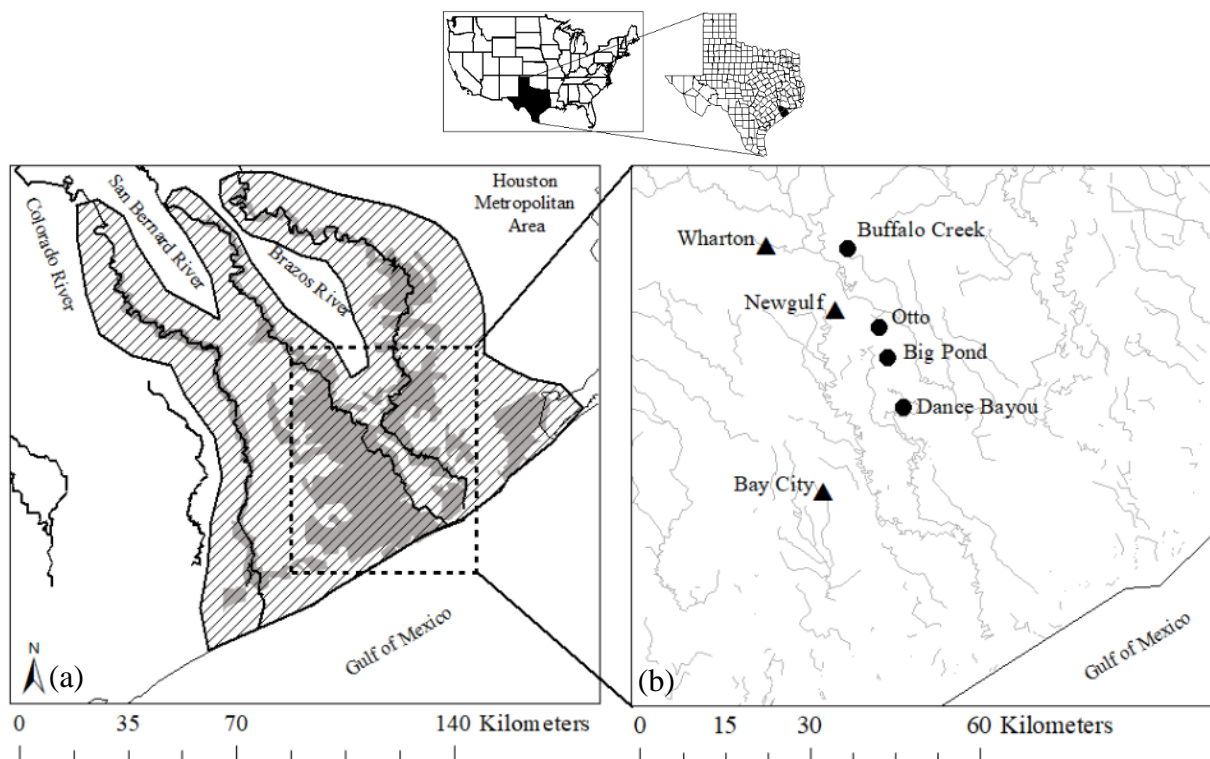 Houston
Metropolitan
Area
San Bernard River
Colorado River
Brazos River
Gulf of Mexico
N
(a)
0 35 70 140 Kilometers
Wharton
Buffalo Creek
Newgulf
Otto
Big Pond
Dance Bayou
Bay City
Gulf of Mexico
(b)
0 15 30 60 Kilometers